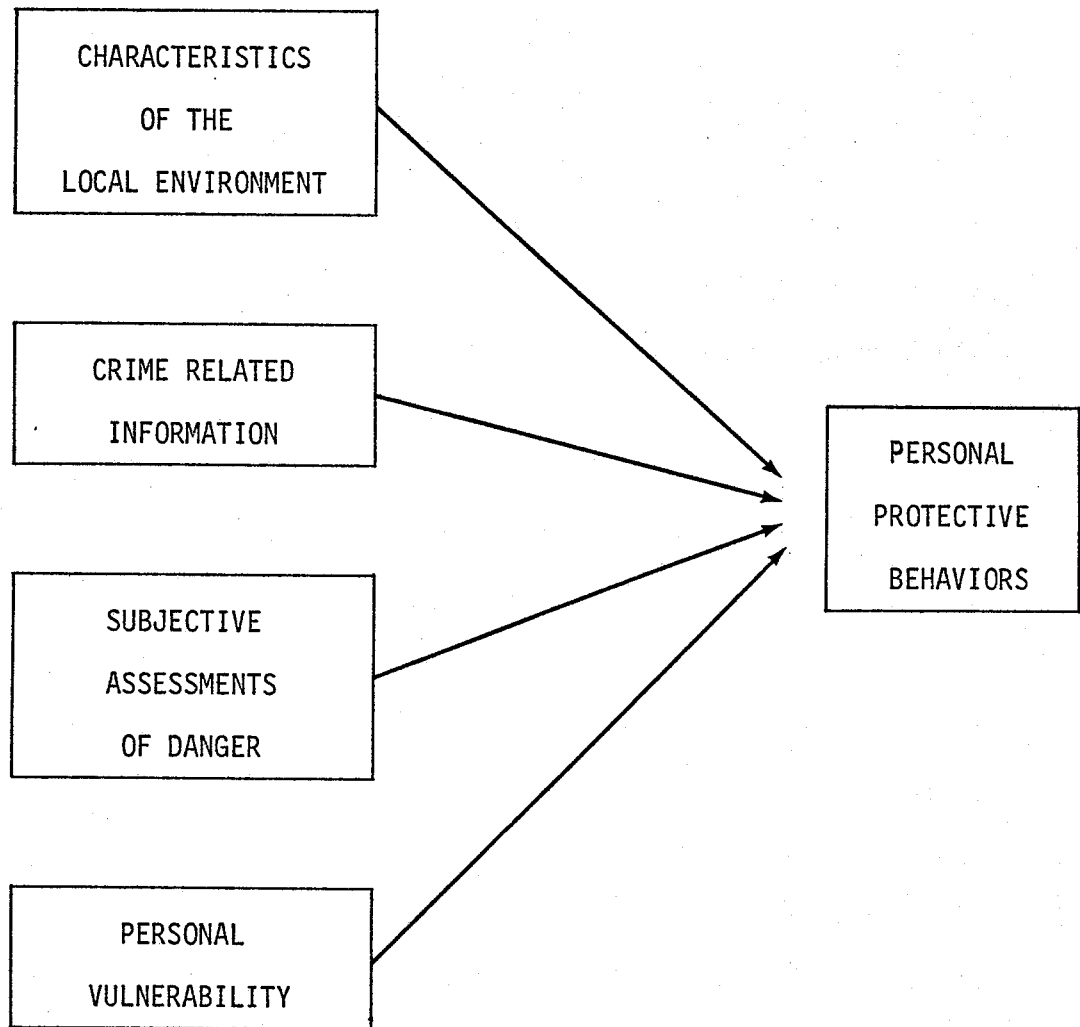 CHARACTERISTICS
OF THE
LOCAL ENVIRONMENT
CRIME RELATED
INFORMATION
SUBJECTIVE
ASSESSMENTS
OF DANGER
PERSONAL
VULNERABILITY
PERSONAL
PROTECTIVE
BEHAVIORS